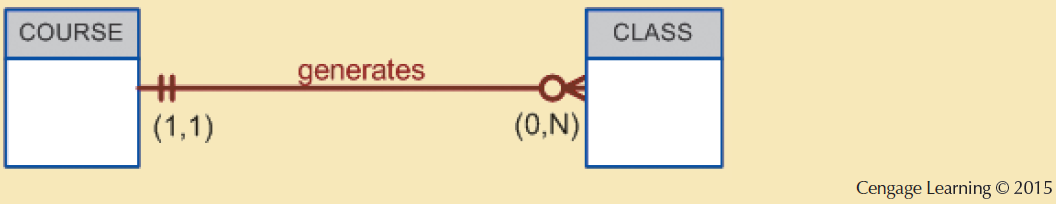 COURSE
CLASS
generates
(1,1)
(0,N)
Cengage Learning © 2015